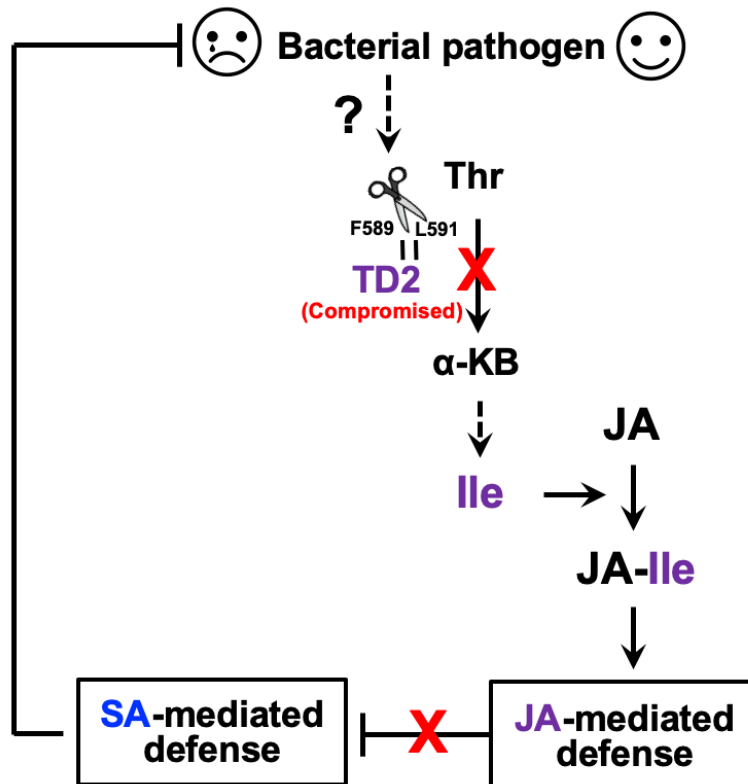 Bacterial pathogen
?
Thr
F589 L591
TD2
X
(Compromised)
α-KB
JA
Ile
JA-Ile
SA-mediated
defense
X
JA-mediated
defense